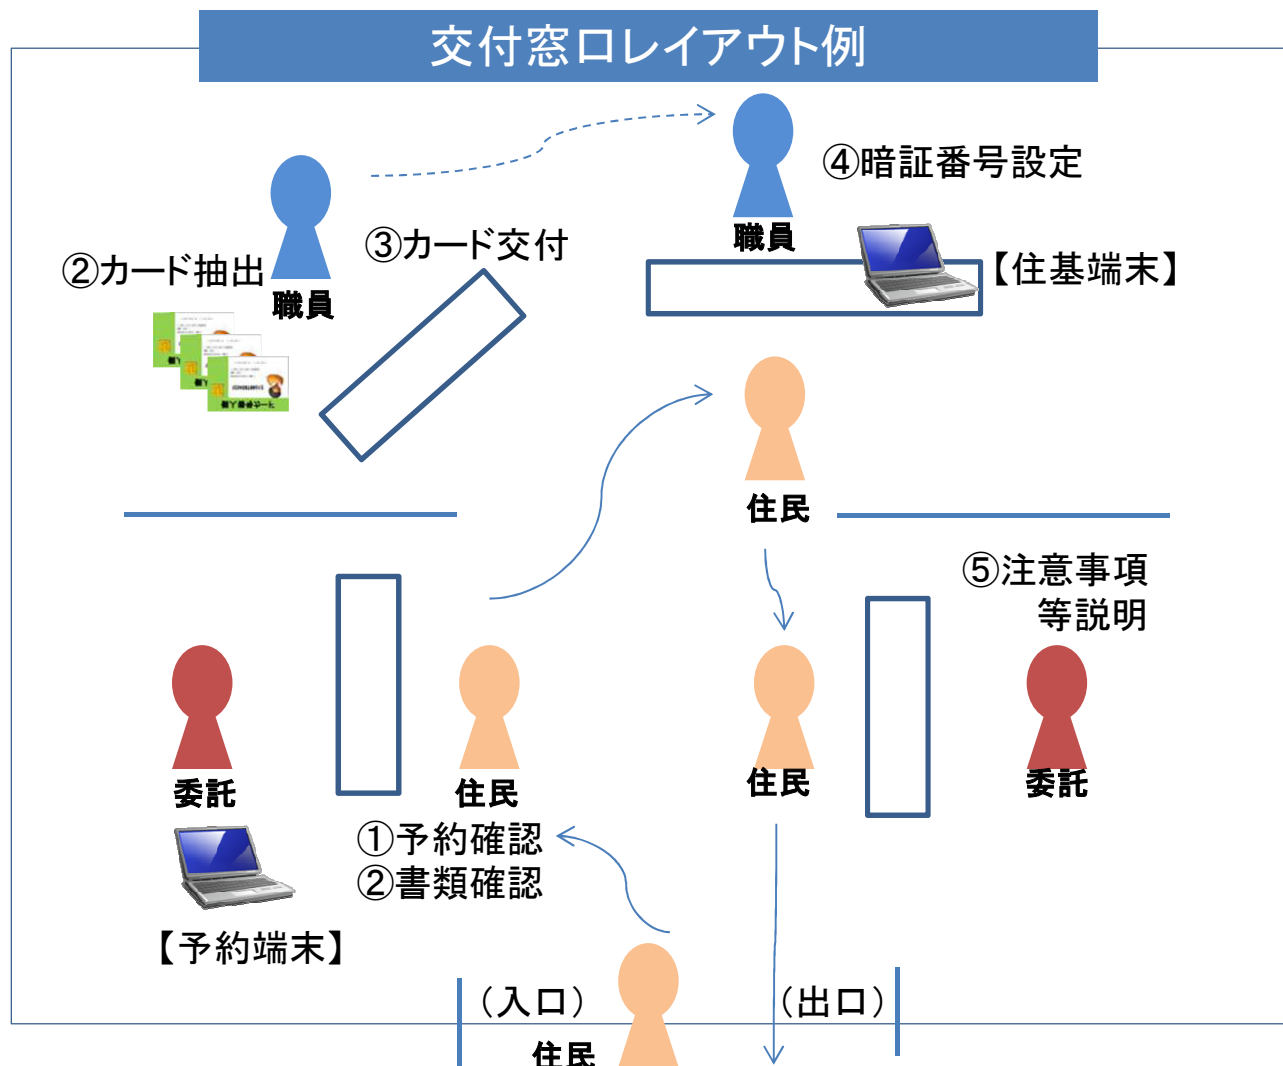 交付窓口レイアウト例
④暗証番号設定
職員
③カード交付
②カード抽出
職員
【住基端末】
住民
⑤注意事項
等説明
委託
住民
住民
委託
①予約確認
②書類確認
【予約端末】
（入口）
（出口）
住民